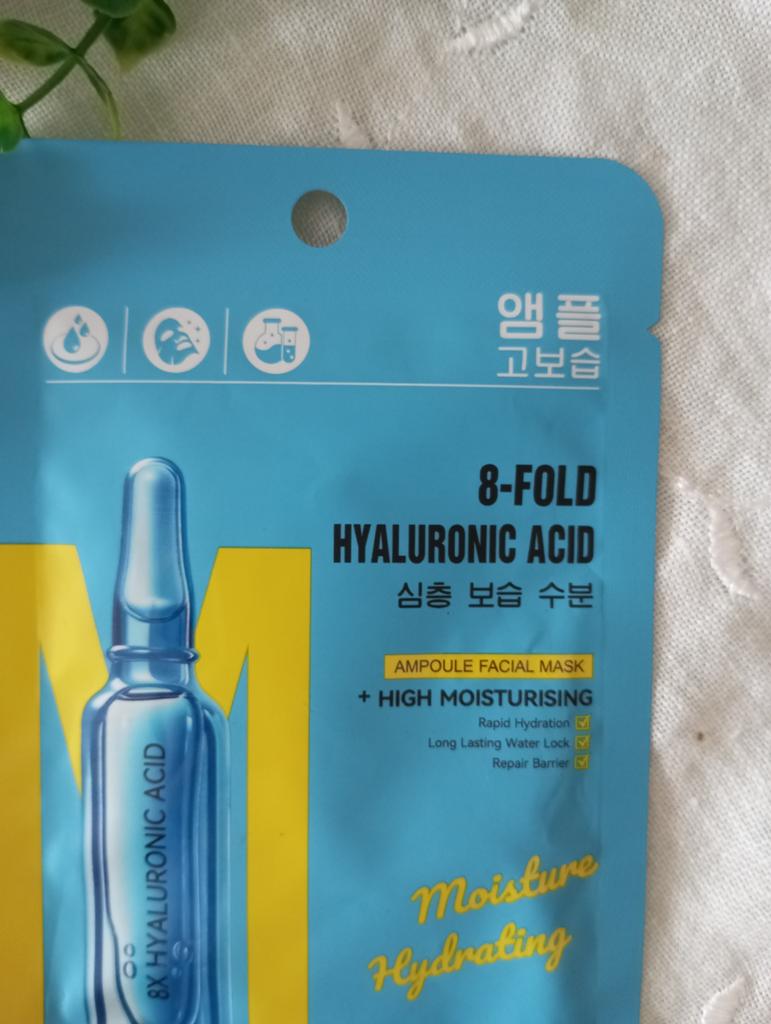 앰플
고보습
8-FOLD
HYALURONIC ACID
심층 보습 수분
AMPOULE FACIAL MASK
+ HIGH MOISTURISING
Rapid Hydration
Long Lasting Water Lock
Repair Barrier
8X HYALURONIC ACID
Moisture
Hydrating
M